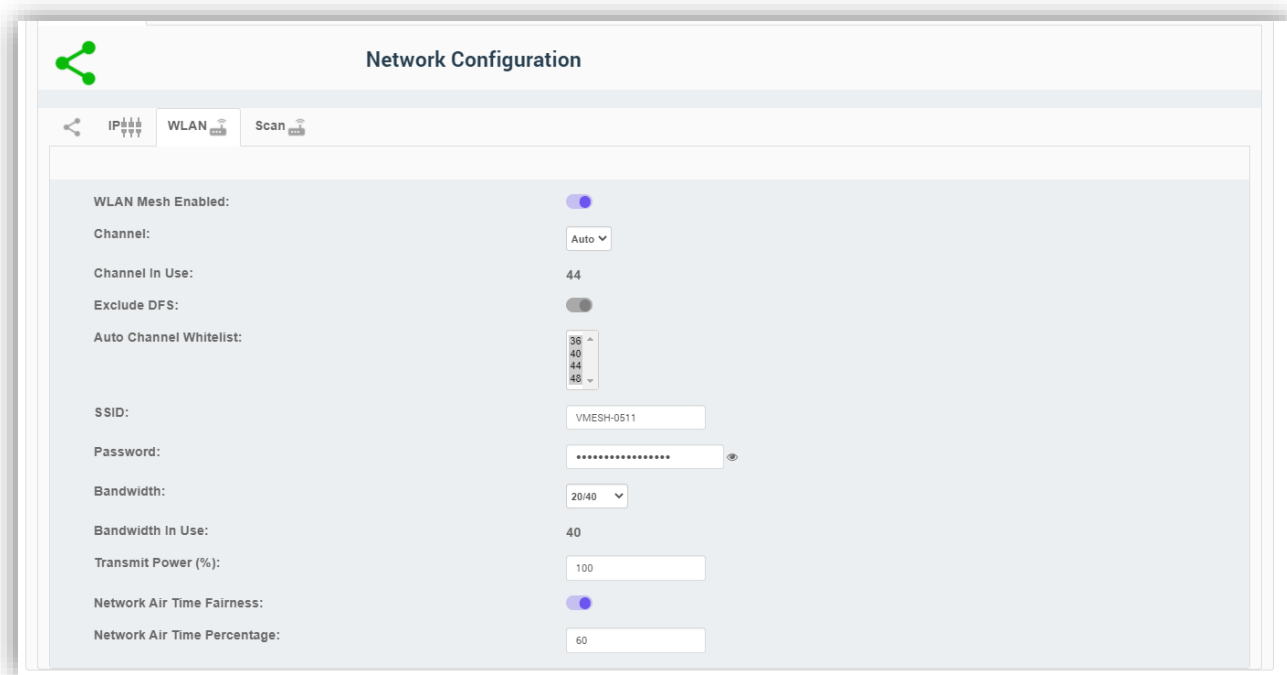 Network Configuration
IP WLAN Scan
WLAN Mesh Enabled:
Channel: Auto
Channel In Use: 44
Exclude DFS:
Auto Channel Whitelist: 36
40
44
48
SSID: VMESH-0511
Password: •••••••••••••••••
Bandwidth: 20/40
Bandwidth In Use: 40
Transmit Power (%): 100
Network Air Time Fairness:
Network Air Time Percentage: 60